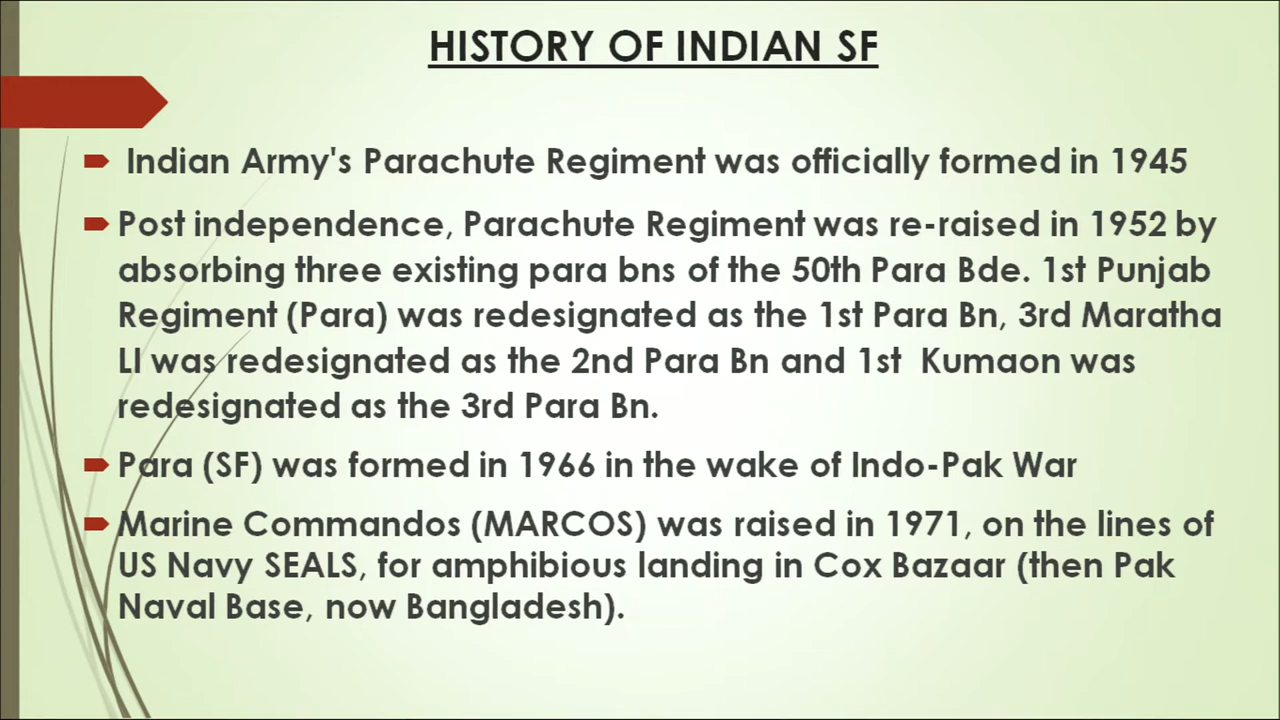 HISTORY OF INDIAN SF
Indian Army's Parachute Regiment was officially formed in 1945
Post independence, Parachute Regiment was re-raised in 1952 by
absorbing three existing para bns of the 50th Para Bde. 1st Punjab
Regiment (Para) was redesignated as the 1st Para Bn, 3rd Maratha
LI was redesignated as the 2nd Para Bn and 1st Kumaon was
redesignated as the 3rd Para Bn.
Para (SF) was formed in 1966 in the wake of Indo-Pak War
Marine Commandos (MARCOS) was raised in 1971, on the lines of
US Navy SEALS, for amphibious landing in Cox Bazaar (then Pak
Naval Base, now Bangladesh).